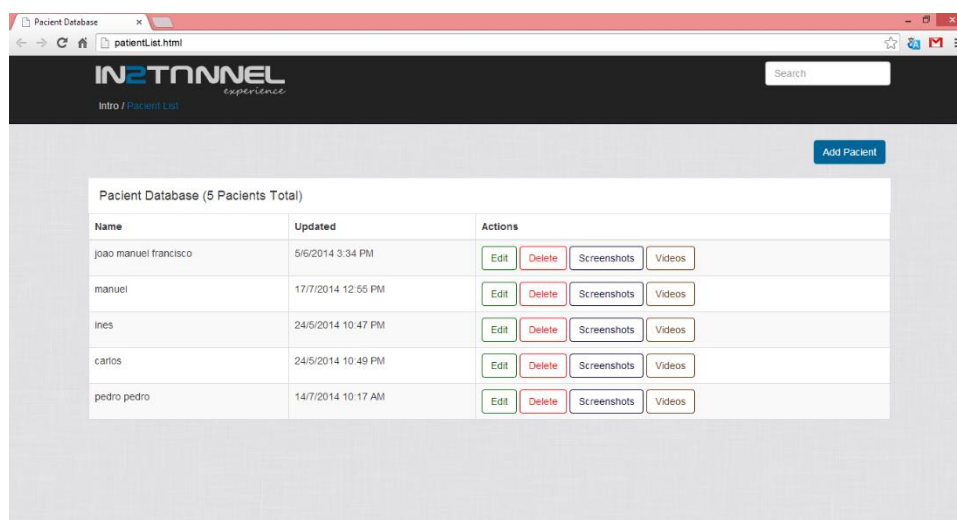 Pacient Database
patientList.html
IN2TUNNEL
experience
Search
Intro / Pacient List
Add Pacient
Pacient Database (5 Pacients Total)
Name Updated Actions
joao manuel francisco 5/6/2014 3:34 PM Edit Delete Screenshots Videos
manuel 17/7/2014 12:55 PM Edit Delete Screenshots Videos
ines 24/5/2014 10:47 PM Edit Delete Screenshots Videos
carlos 24/5/2014 10:49 PM Edit Delete Screenshots Videos
pedro pedro 14/7/2014 10:17 AM Edit Delete Screenshots Videos